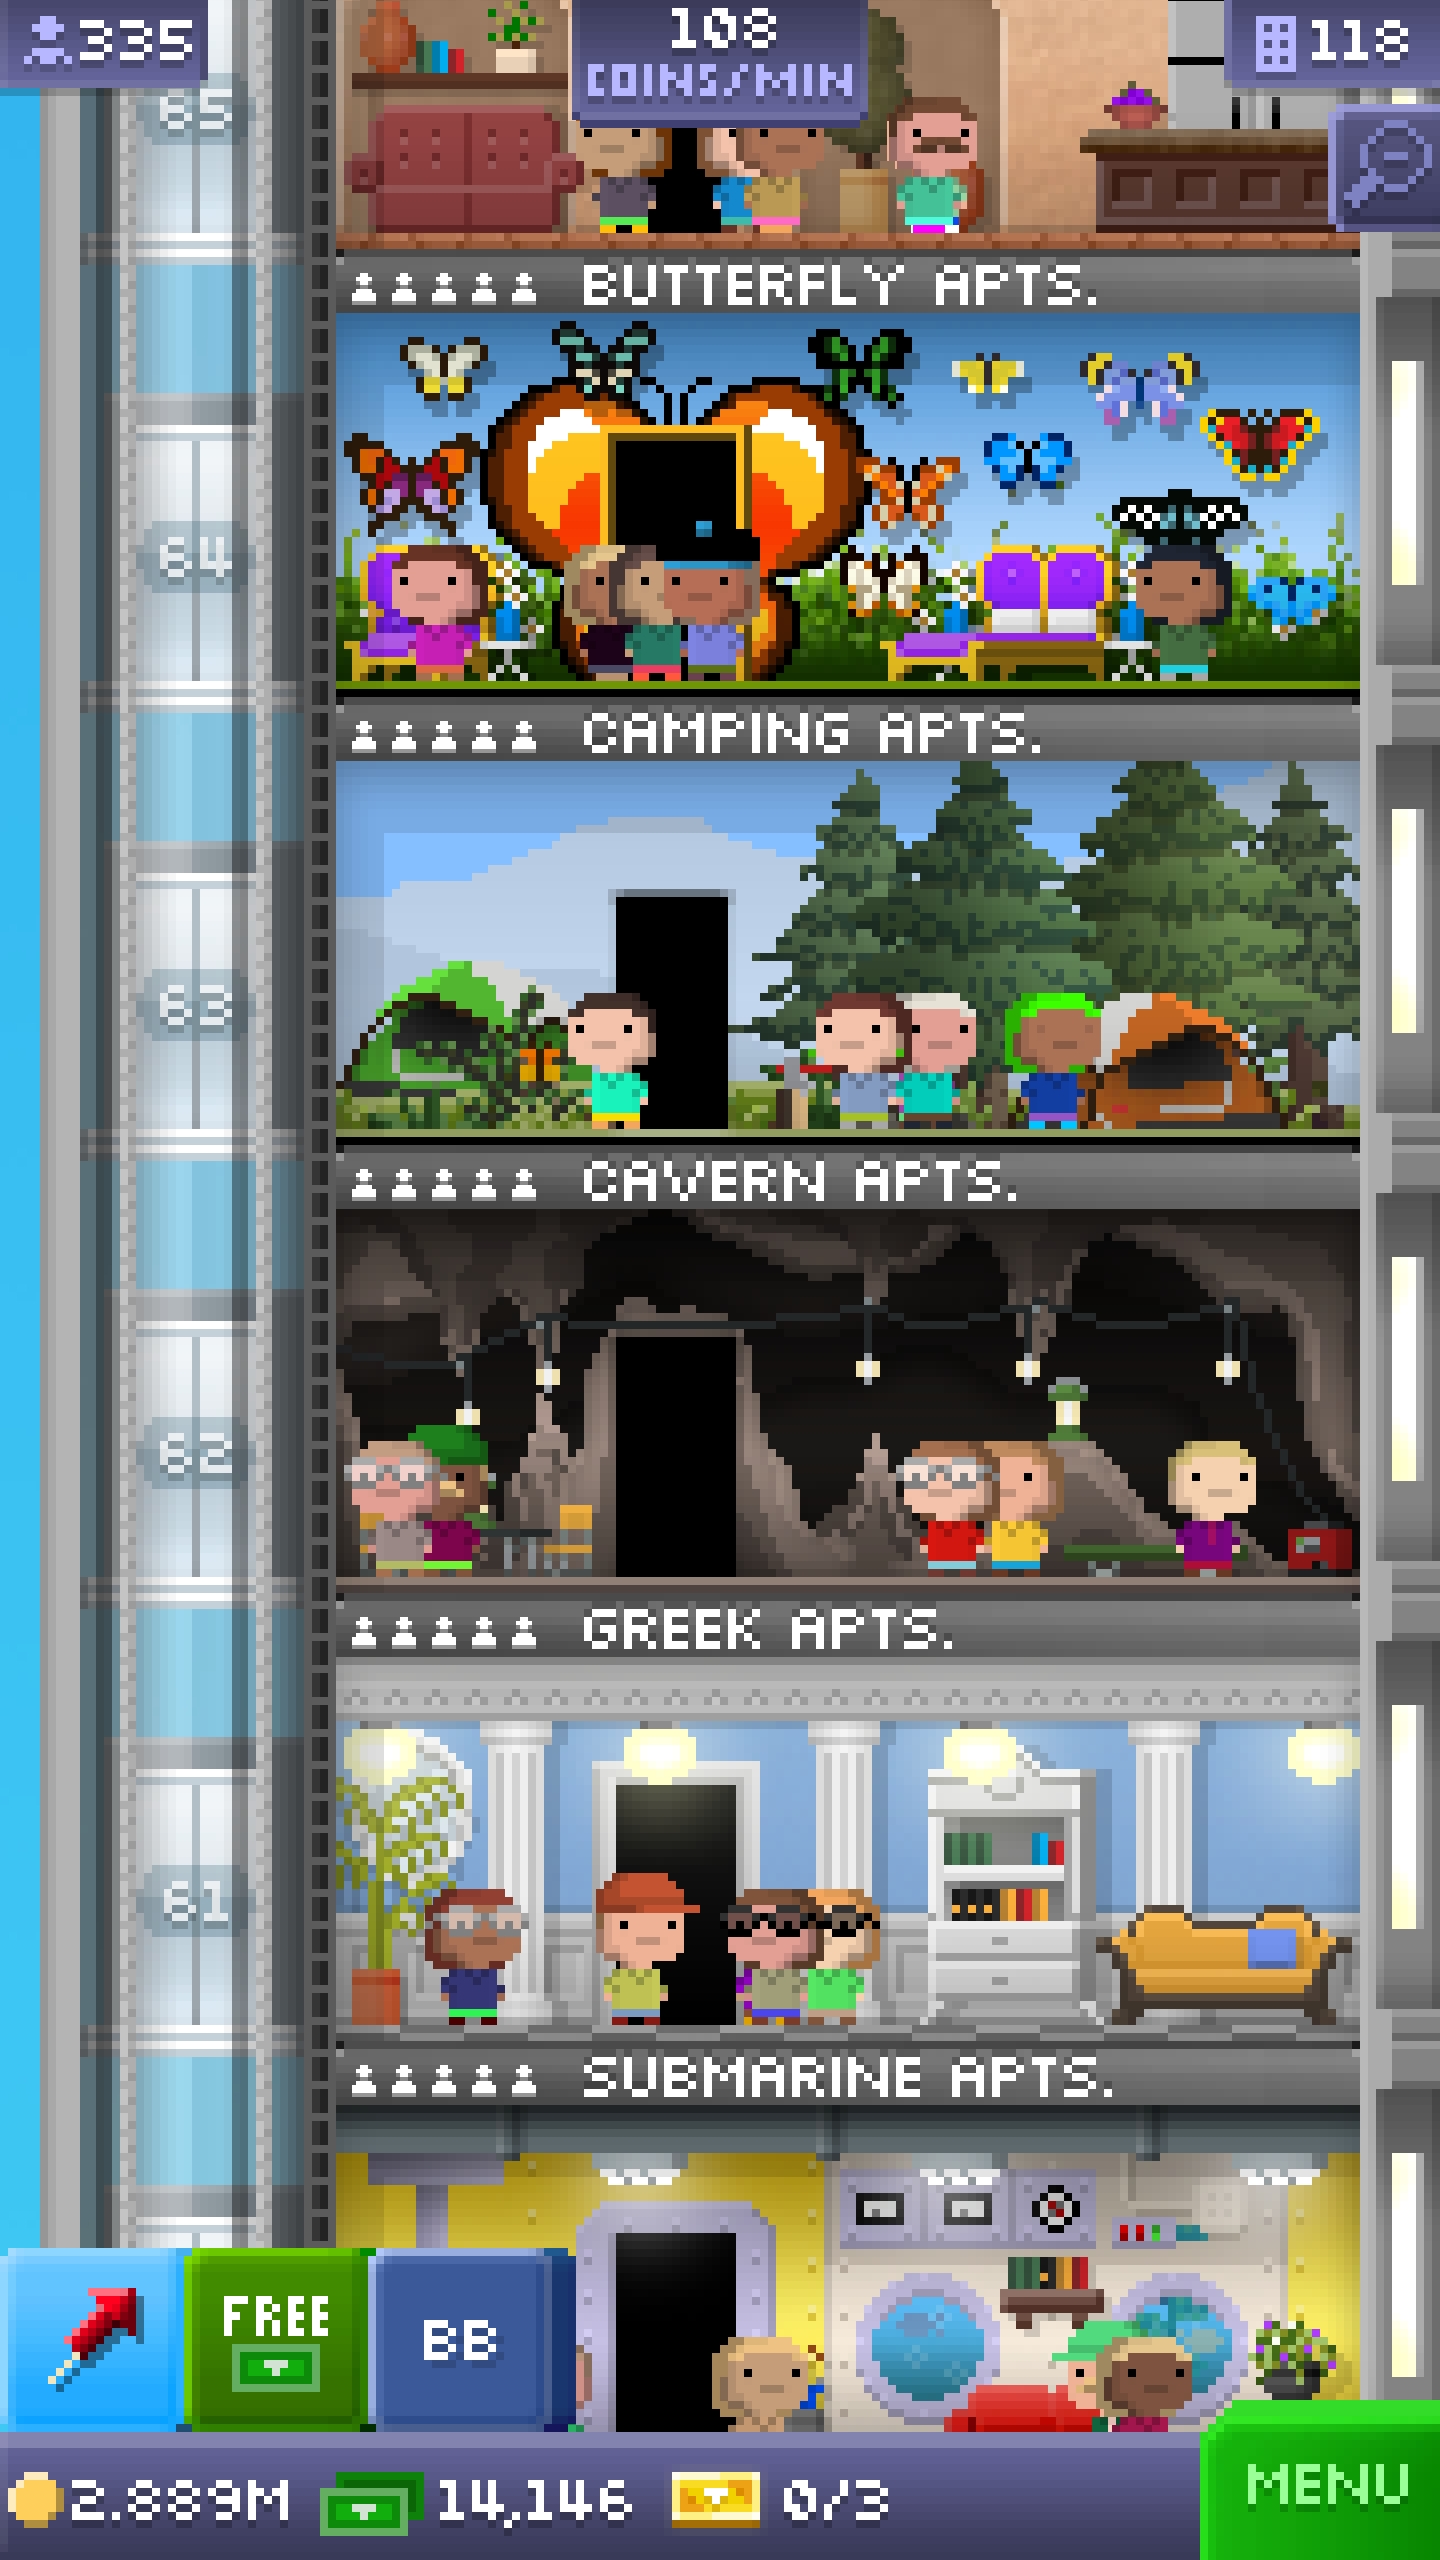 335
108
COINS/MIN
118
65
BUTTERFLY APTS.
64
CAMPING APTS.
63
CAVERN APTS.
62
GREEK APTS.
61
SUBMARINE APTS.
FREE
BB
2.889M
14,146
0/3
MENU